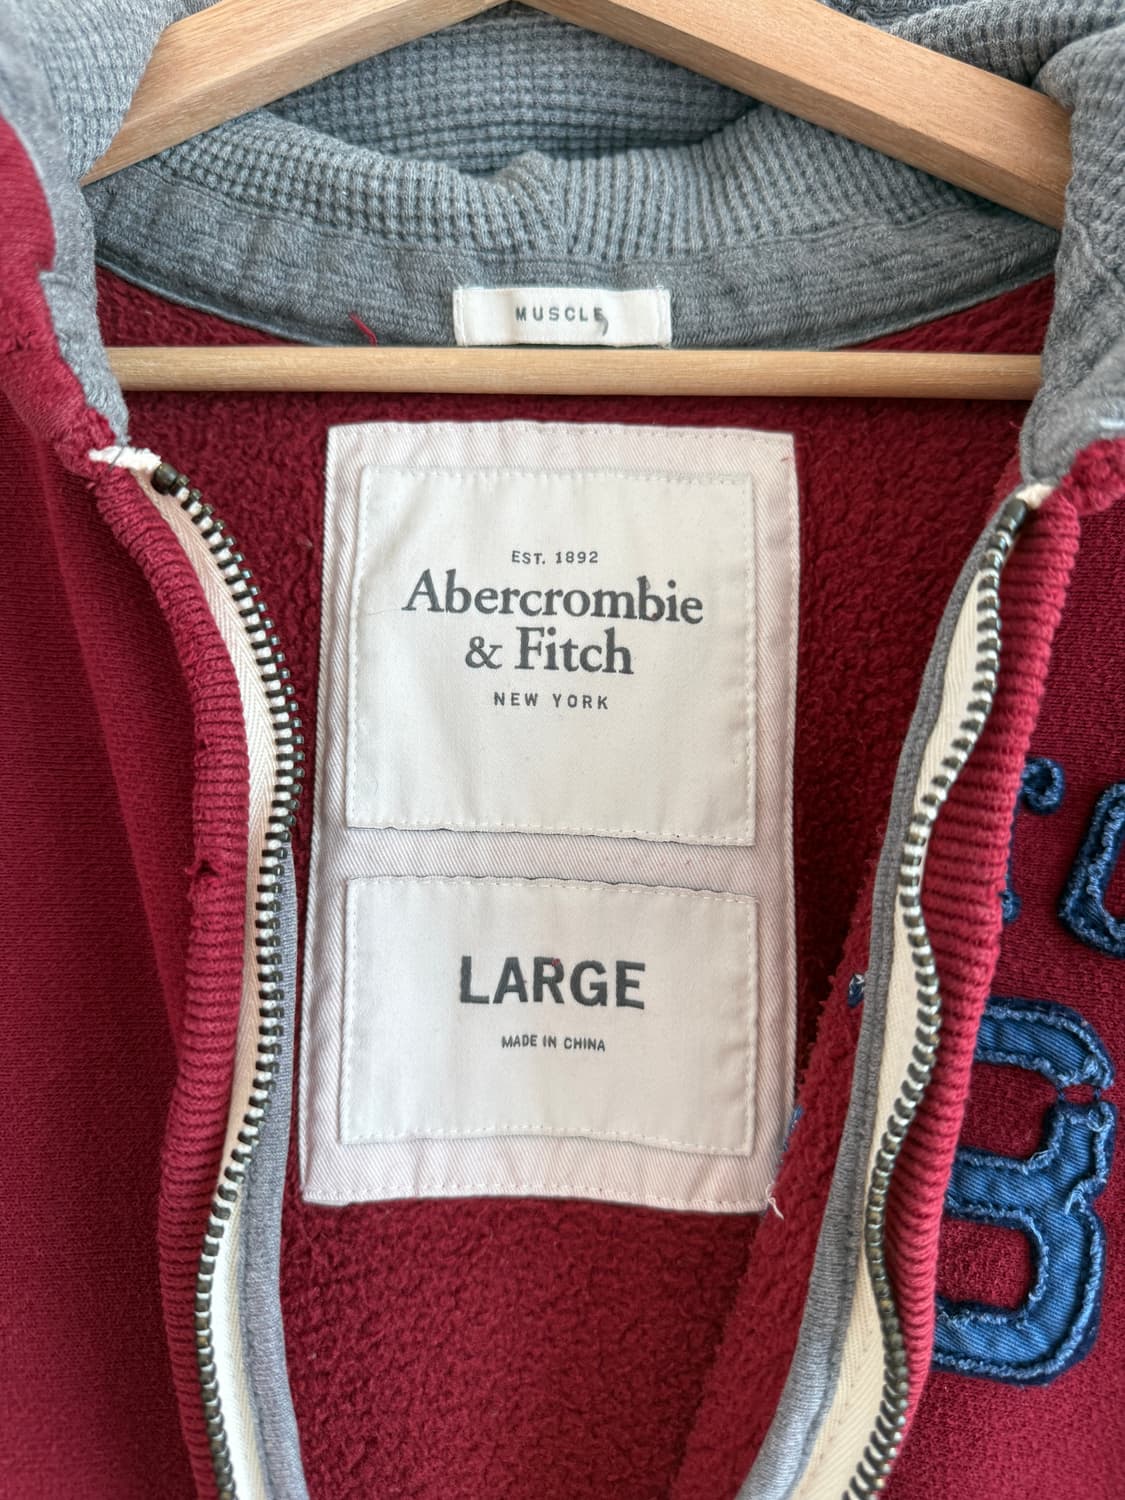 MUSCLE
EST. 1892
Abercrombie
& Fitch
NEW YORK
LARGE
MADE IN CHINA